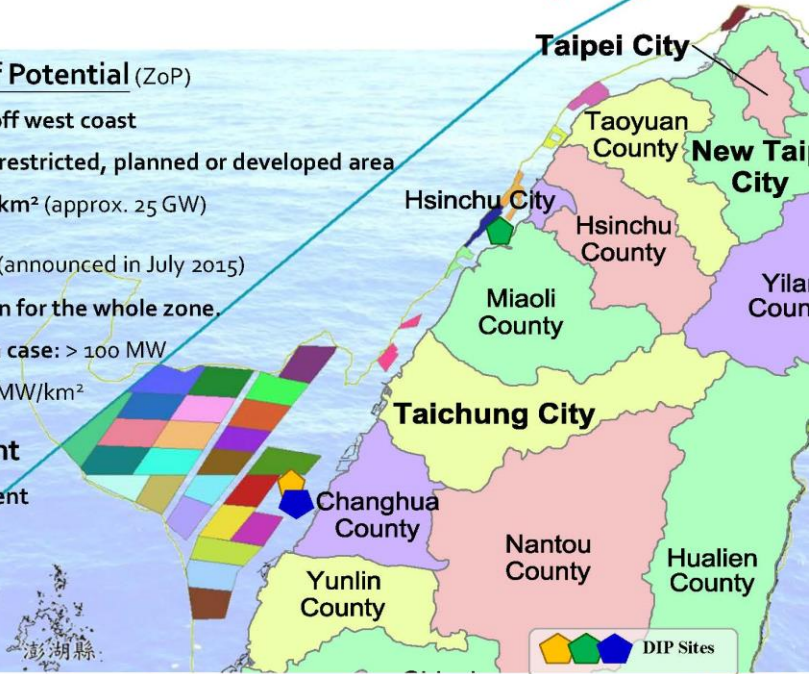 f Potential (ZoP)
off west coast
restricted, planned or developed area
km² (approx. 25 GW)
(announced in July 2015)
n for the whole zone.
case: > 100 MW
MW/km²
nt
ent
Taipei City
Taoyuan
County
New Taip
City
Hsinchu City
Hsinchu
County
Yilan
Coun
Miaoli
County
Taichung City
Changhua
County
Nantou
County
Hualien
County
Yunlin
County
澎湖縣
DIP Sites